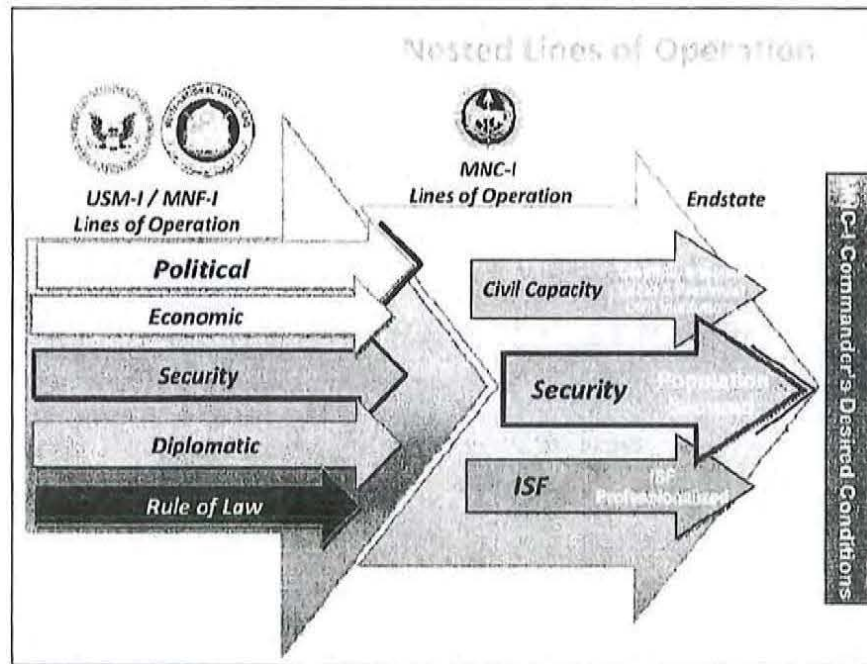 Nested Lines of Operation
USM-I / MNF-I
Lines of Operation
MNC-I
Lines of Operation
Endstate
Political
Economic
Security
Diplomatic
Rule of Law
Civil Capacity
Security
Population
ISF
ISF
Professionalized
MNC-I Commander's Desired Conditions